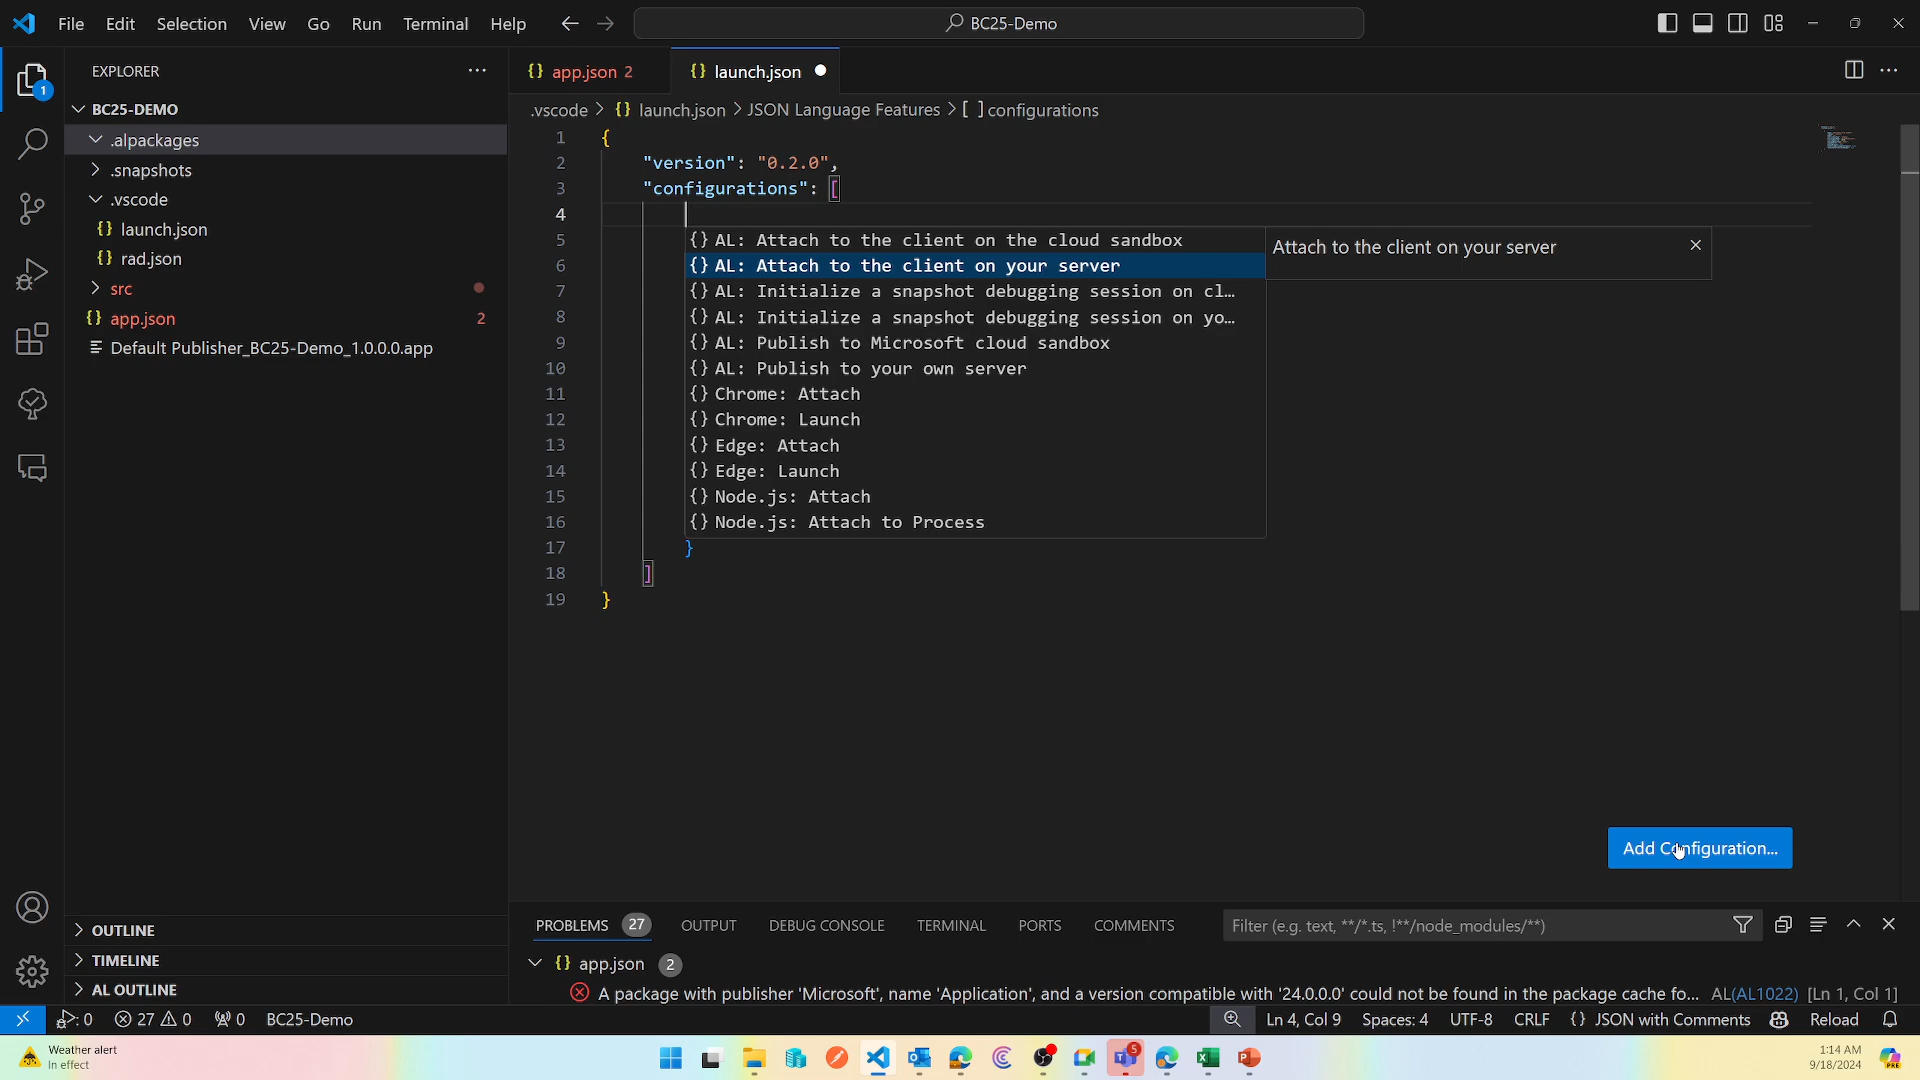 File Edit Selection View Go Run Terminal Help
BC25-Demo
EXPLORER
BC25-DEMO
.alpackages
.snapshots
.vscode
{} launch.json
{} rad.json
src
{} app.json 2
Default Publisher_BC25-Demo_1.0.0.0.app
OUTLINE
TIMELINE
AL OUTLINE
1
{} app.json 2
{} launch.json
.vscode > {} launch.json > JSON Language Features > [ ] configurations
1 {
2 "version": "0.2.0",
3 "configurations": [
4
5 {} AL: Attach to the client on the cloud sandbox
6 {} AL: Attach to the client on your server
7 {} AL: Initialize a snapshot debugging session on cl…
8 {} AL: Initialize a snapshot debugging session on yo…
9 {} AL: Publish to Microsoft cloud sandbox
10 {} AL: Publish to your own server
11 {} Chrome: Attach
12 {} Chrome: Launch
13 {} Edge: Attach
14 {} Edge: Launch
15 {} Node.js: Attach
16 {} Node.js: Attach to Process
17 }
18 ]
19 }
Attach to the client on your server
Add Configuration...
PROBLEMS 27 OUTPUT DEBUG CONSOLE TERMINAL PORTS COMMENTS
Filter (e.g. text, **/*.ts, !**/node_modules/**)
{} app.json 2
A package with publisher 'Microsoft', name 'Application', and a version compatible with '24.0.0.0' could not be found in the package cache fo... AL(AL1022) [Ln 1, Col 1]
: 0 27 0 0 BC25-Demo
Ln 4, Col 9 Spaces: 4 UTF-8 CRLF {} JSON with Comments Reload
Weather alert
In effect
5
PRE
1:14 AM
9/18/2024